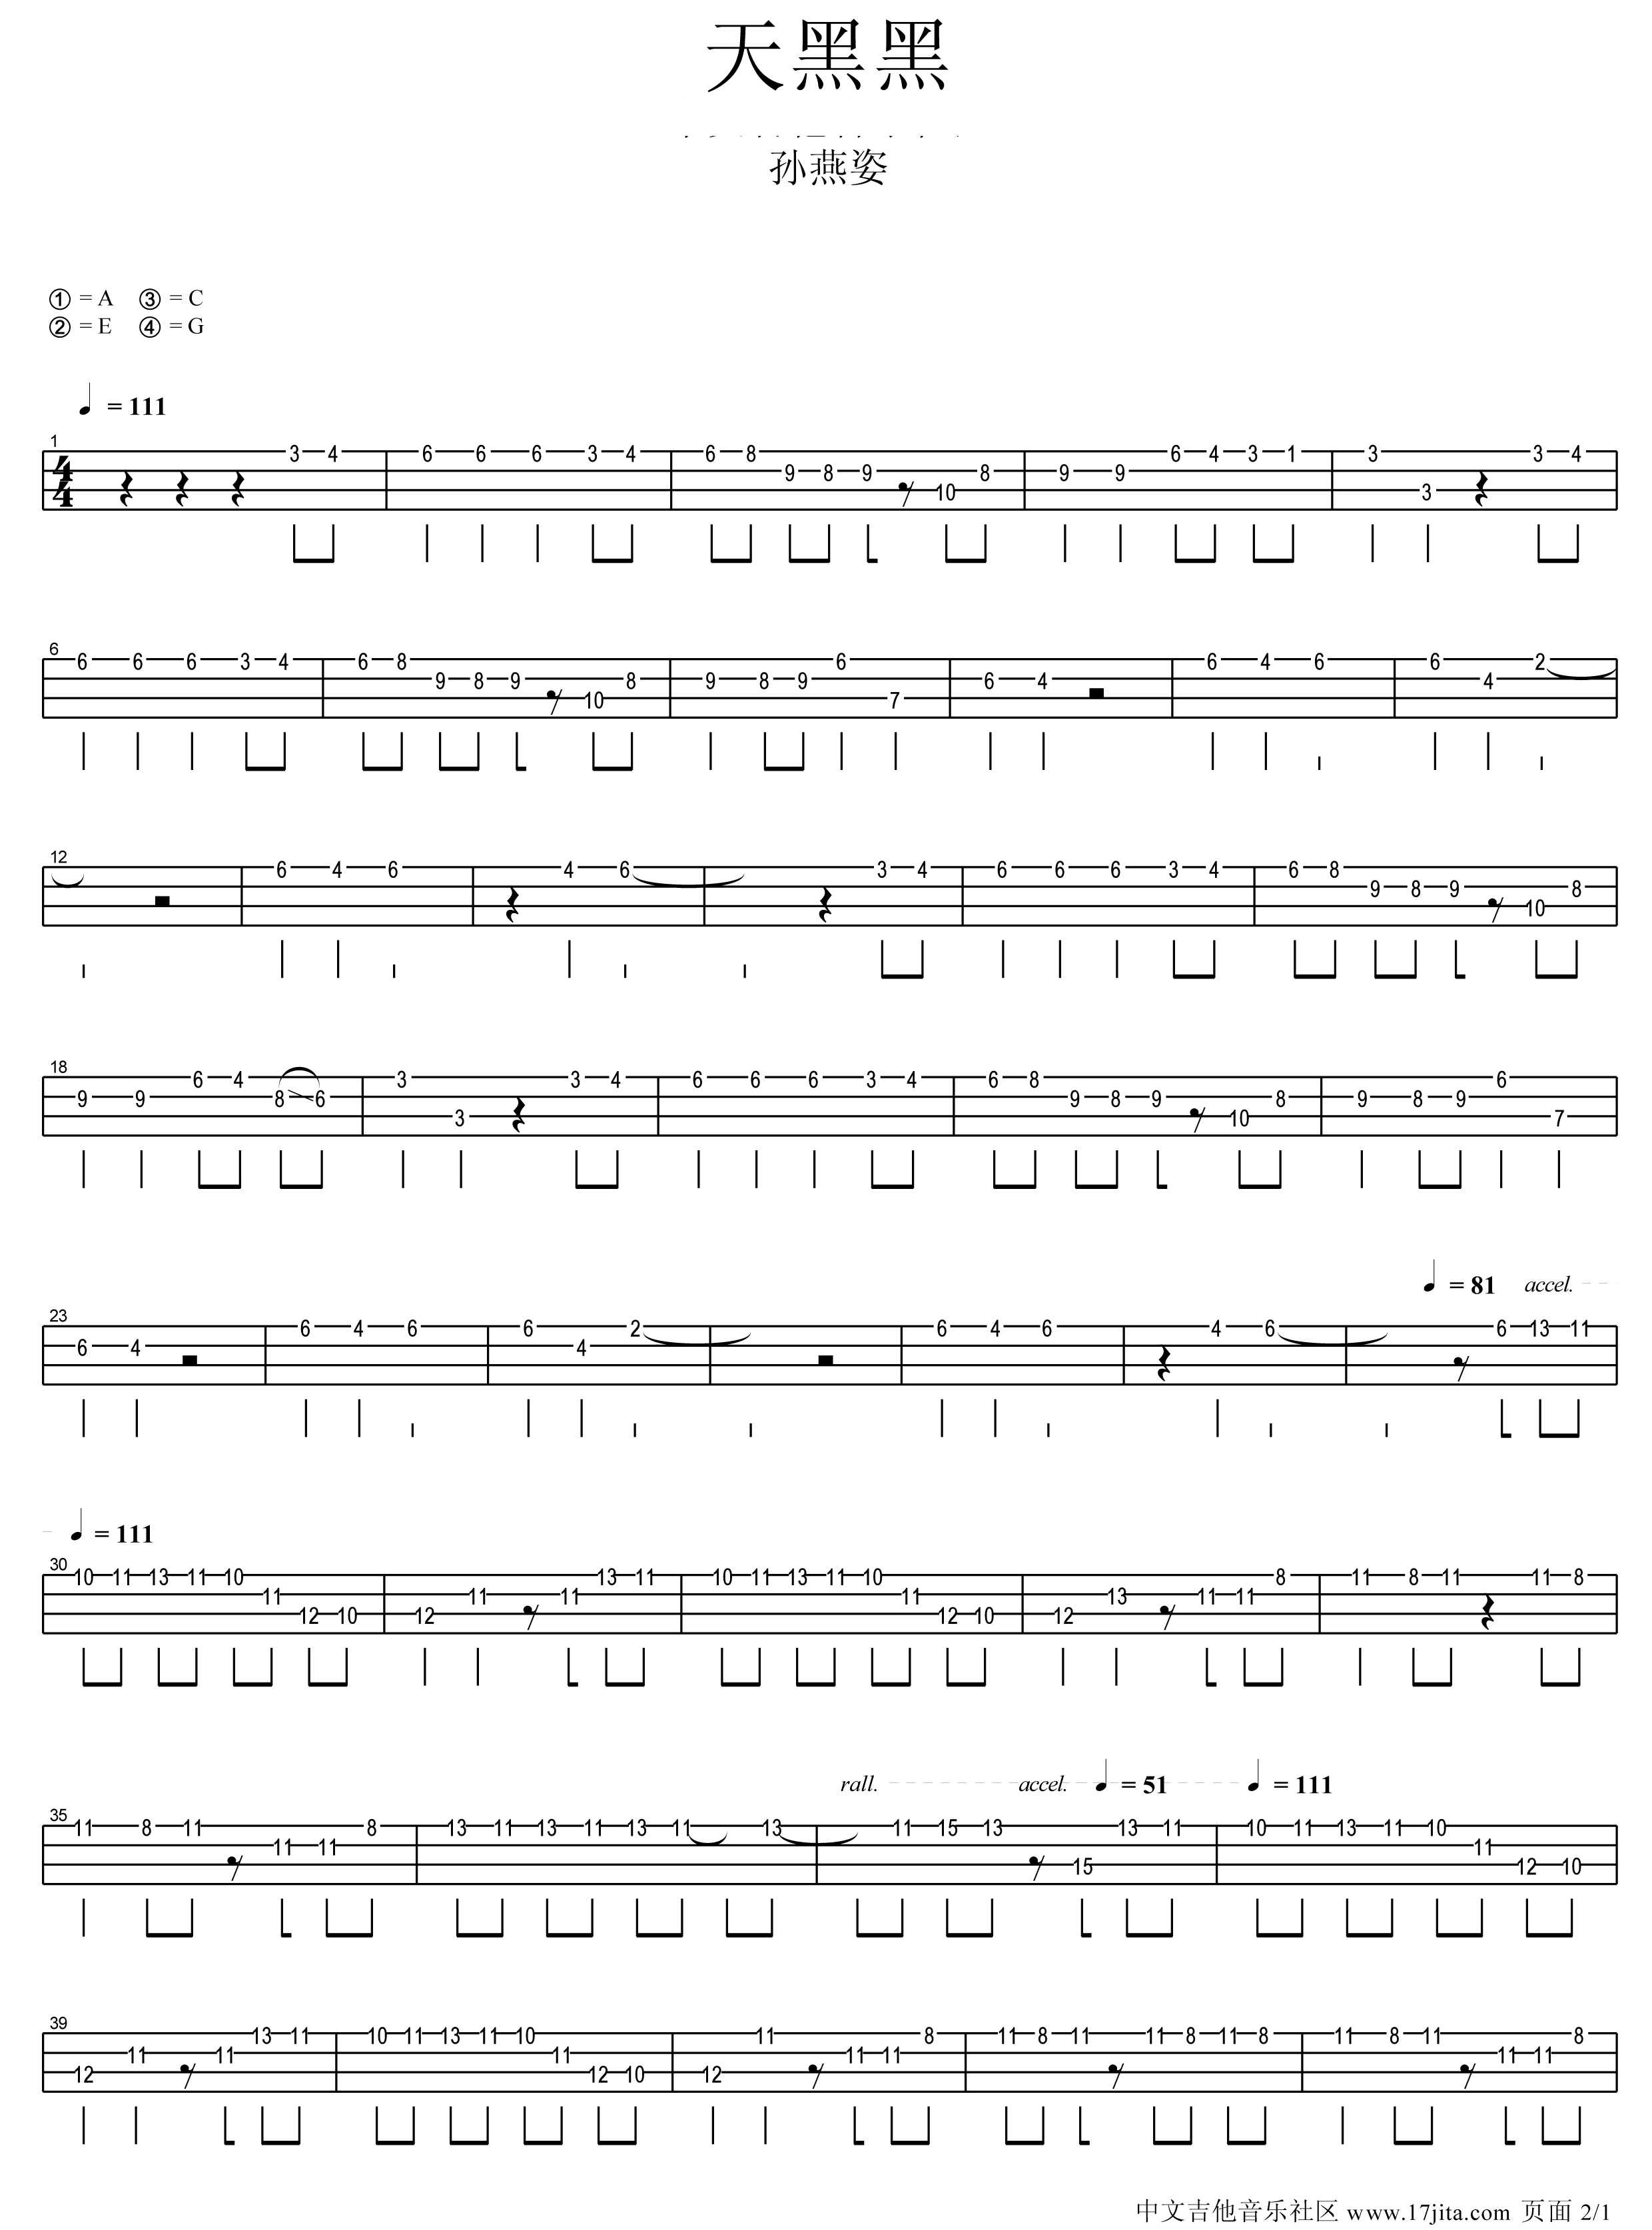 天黑黑
孙燕姿
① = A ③ = C
② = E ④ = G
= 111
1
4 4
3 4 6 6 6 3 4 6 8 9 8 9 10 8 9 9 6 4 3 1 3 3 3 4
6
6 6 6 3 4 6 8 9 8 9 10 8 9 8 9 6 7 6 4 6 4 6 6 4 2
12
6 4 6 4 6 3 4 6 6 6 3 4 6 8 9 8 9 10 8
18
9 9 6 4 8 6 3 3 3 4 6 6 6 3 4 6 8 9 8 9 10 8 9 8 9 6 7
= 81 accel.
23
6 4 6 4 6 6 4 2 6 4 6 4 6 6 13 11
= 111
30
10 11 13 11 10 11 12 10 12 11 11 13 11 10 11 13 11 10 11 12 10 12 13 11 11 8 11 8 11 11 8
rall. accel. = 51 = 111
35
11 8 11 11 11 8 13 11 13 11 13 11 13 11 15 13 15 13 11 10 11 13 11 10 11 12 10
39
12 11 11 13 11 10 11 13 11 10 11 12 10 12 11 11 11 8 11 8 11 11 8 11 8 11 8 11 11 11 8
中文吉他音乐社区 www.17jita.com 页面 2/1